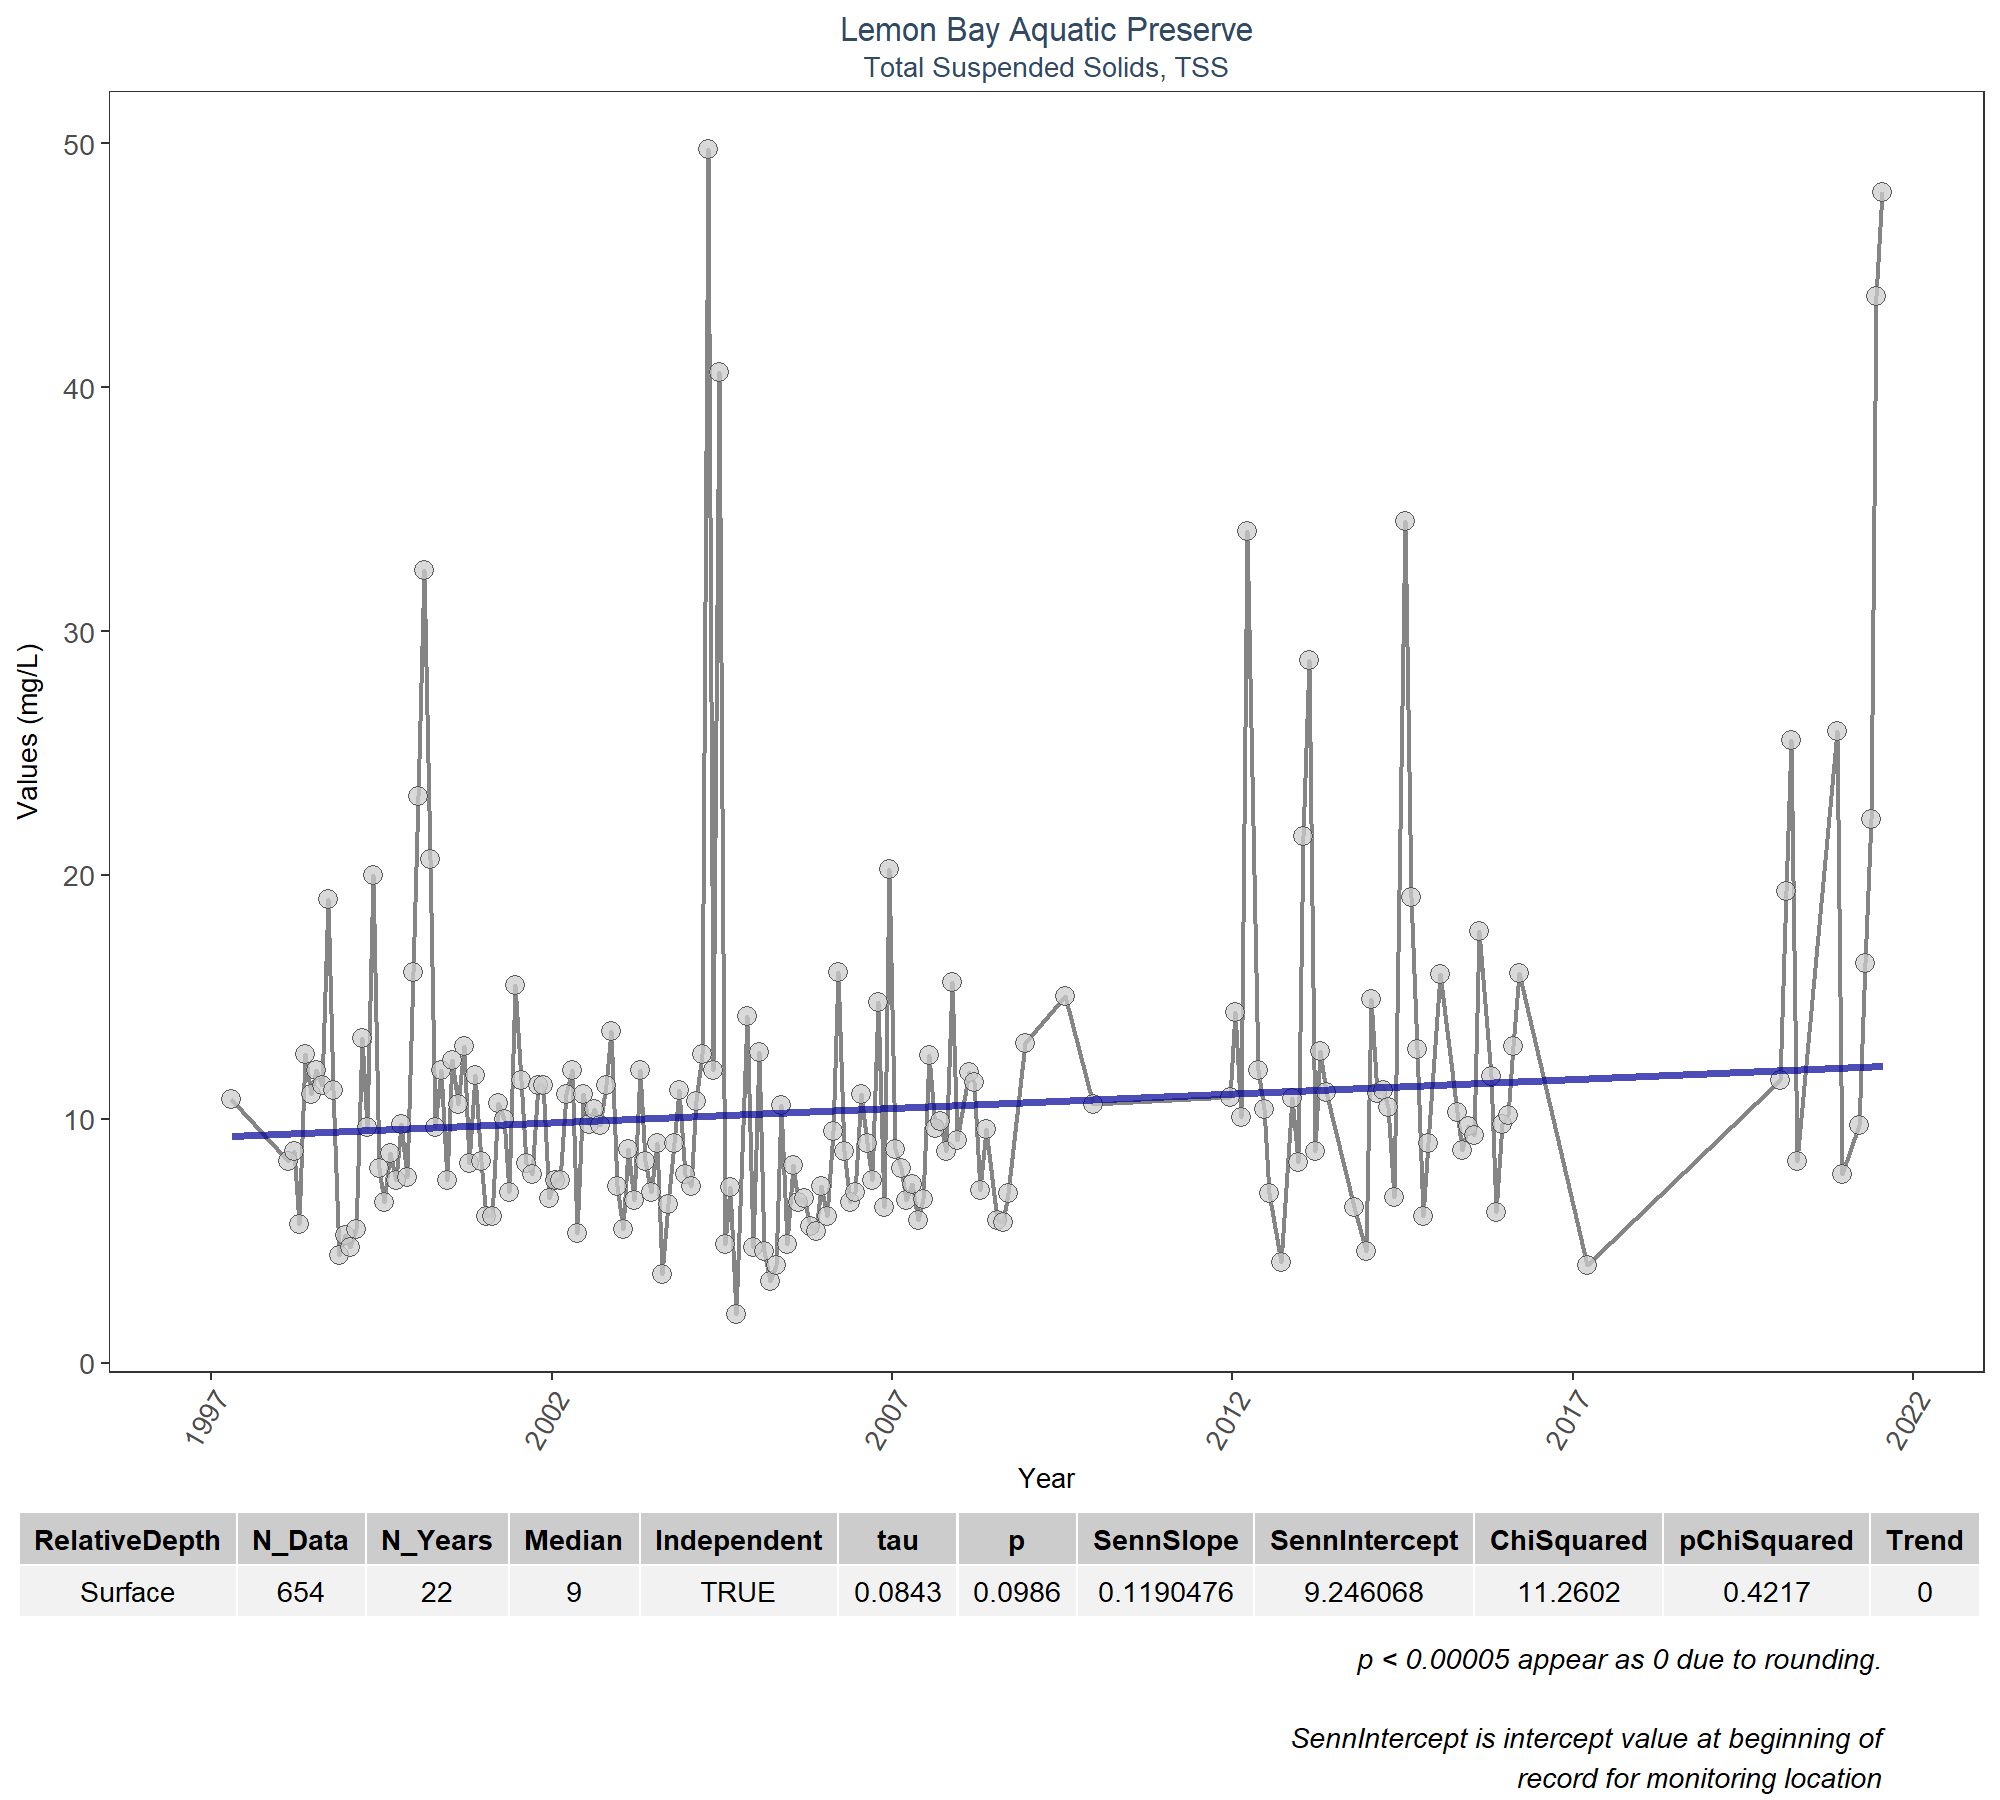 Lemon Bay Aquatic Preserve
Total Suspended Solids, TSS
50
40
30
20
10
0
Values (mg/L)
1997 2002 2007 2012 2017 2022
Year
RelativeDepth N_Data N_Years Median Independent tau p SennSlope SennIntercept ChiSquared pChiSquared Trend
Surface 654 22 9 TRUE 0.0843 0.0986 0.1190476 9.246068 11.2602 0.4217 0
p < 0.00005 appear as 0 due to rounding.
SennIntercept is intercept value at beginning of
record for monitoring location